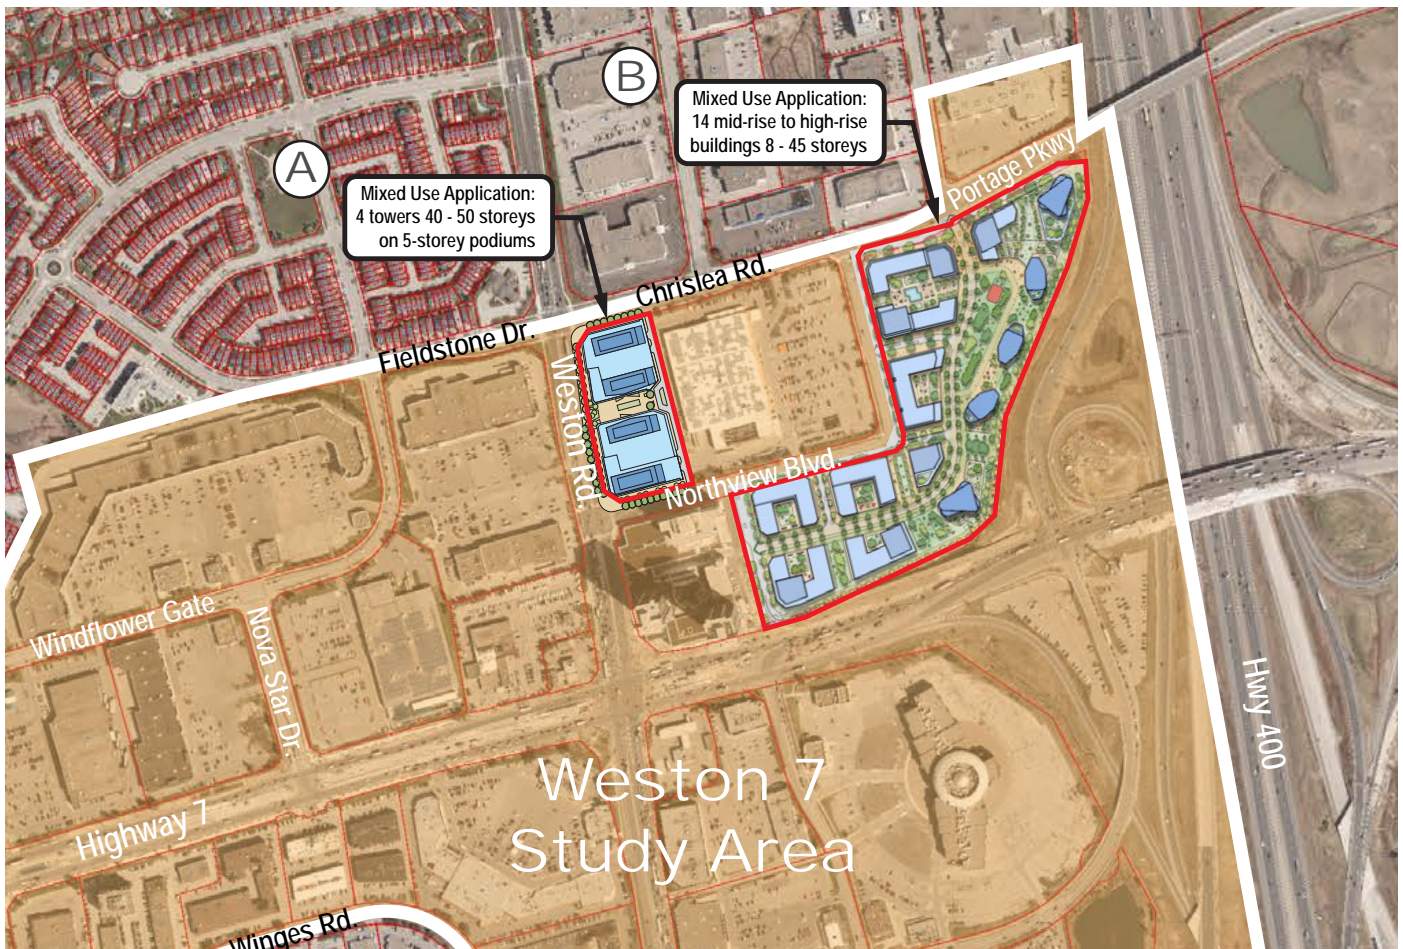 B
Mixed Use Application:
14 mid-rise to high-rise
buildings 8 - 45 storeys
A
Mixed Use Application:
4 towers 40 - 50 storeys
on 5-storey podiums
Portage Pkwy
Chrislea Rd.
Fieldstone Dr.
Weston Rd.
Northview Blvd.
Windflower Gate
Nova Star Dr.
Hwy 400
Highway 7
Weston 7
Study Area
Winges Rd.